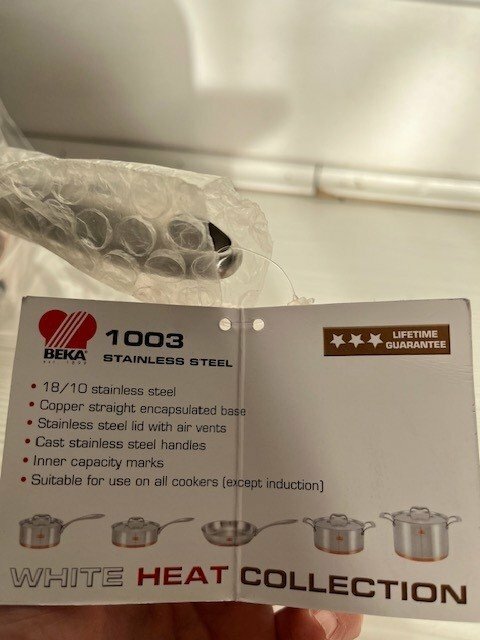 BEKA
EST. 1899
1003
STAINLESS STEEL
LIFETIME
GUARANTEE
• 18/10 stainless steel
• Copper straight encapsulated base
• Stainless steel lid with air vents
• Cast stainless steel handles
• Inner capacity marks
• Suitable for use on all cookers (except induction)
WHITE HEAT COLLECTION